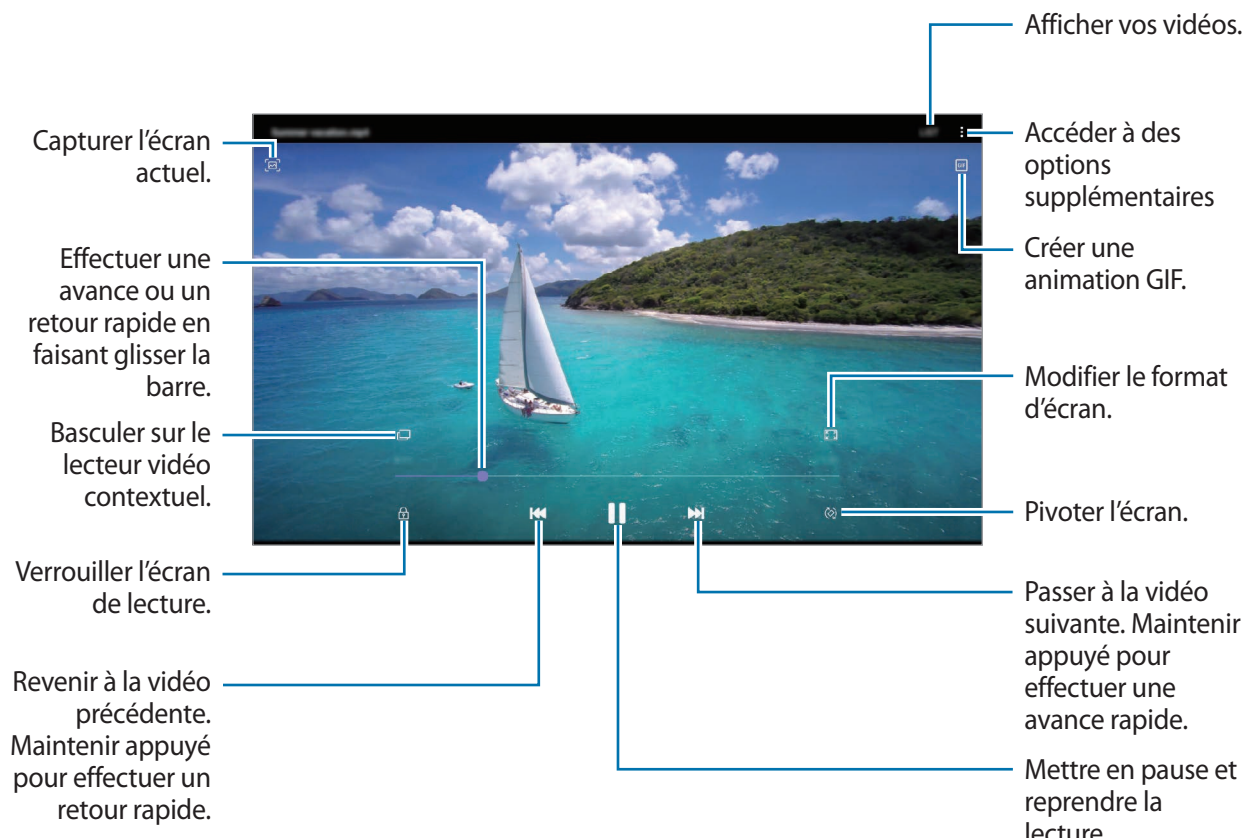 Afficher vos vidéos.
Capturer l'écran
actuel.
Accéder à des
options
supplémentaires
Effectuer une
avance ou un
retour rapide en
faisant glisser la
barre.
Créer une
animation GIF.
Modifier le format
d'écran.
Basculer sur le
lecteur vidéo
contextuel.
Pivoter l'écran.
Verrouiller l'écran
de lecture.
Passer à la vidéo
suivante. Maintenir
appuyé pour
effectuer une
avance rapide.
Revenir à la vidéo
précédente.
Maintenir appuyé
pour effectuer un
retour rapide.
Mettre en pause et
reprendre la
lecture
GIF